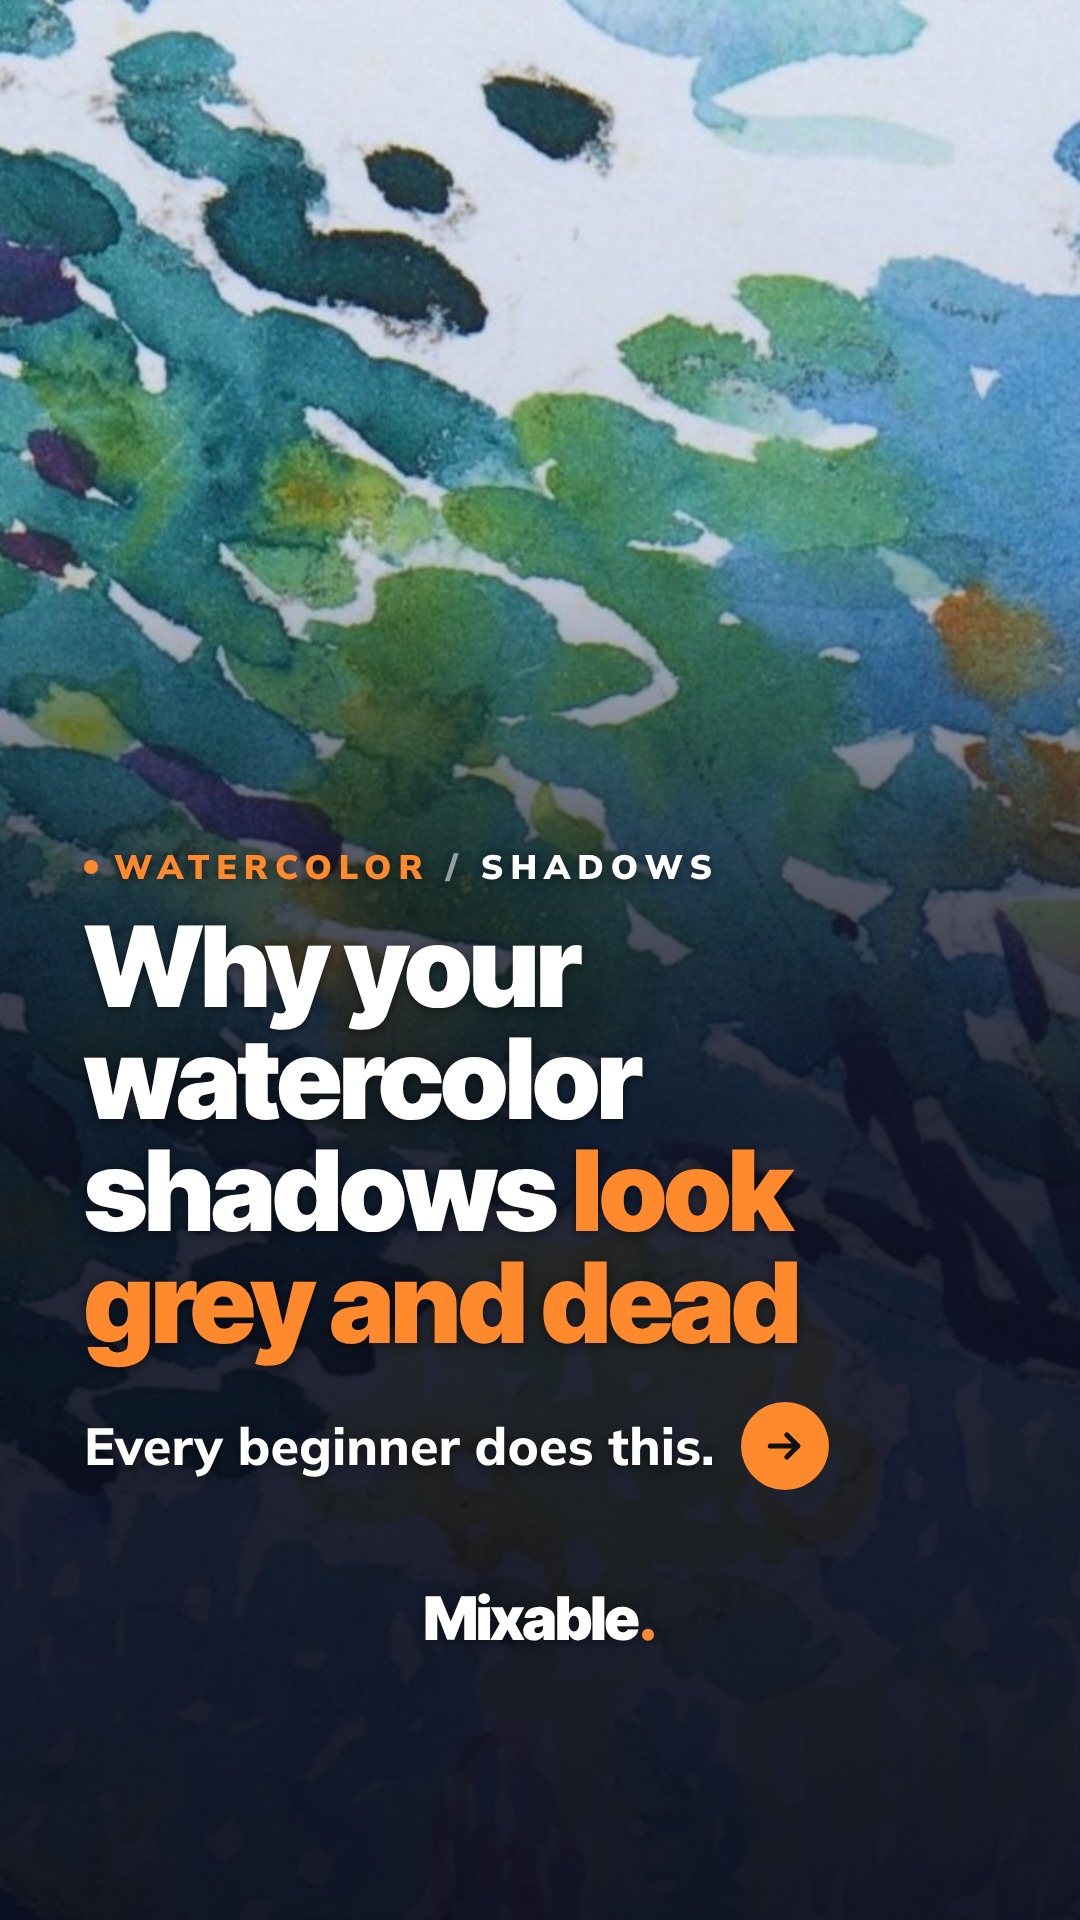 • WATERCOLOR / SHADOWS
Why your
watercolor
shadows look
grey and dead
Every beginner does this.
Mixable.